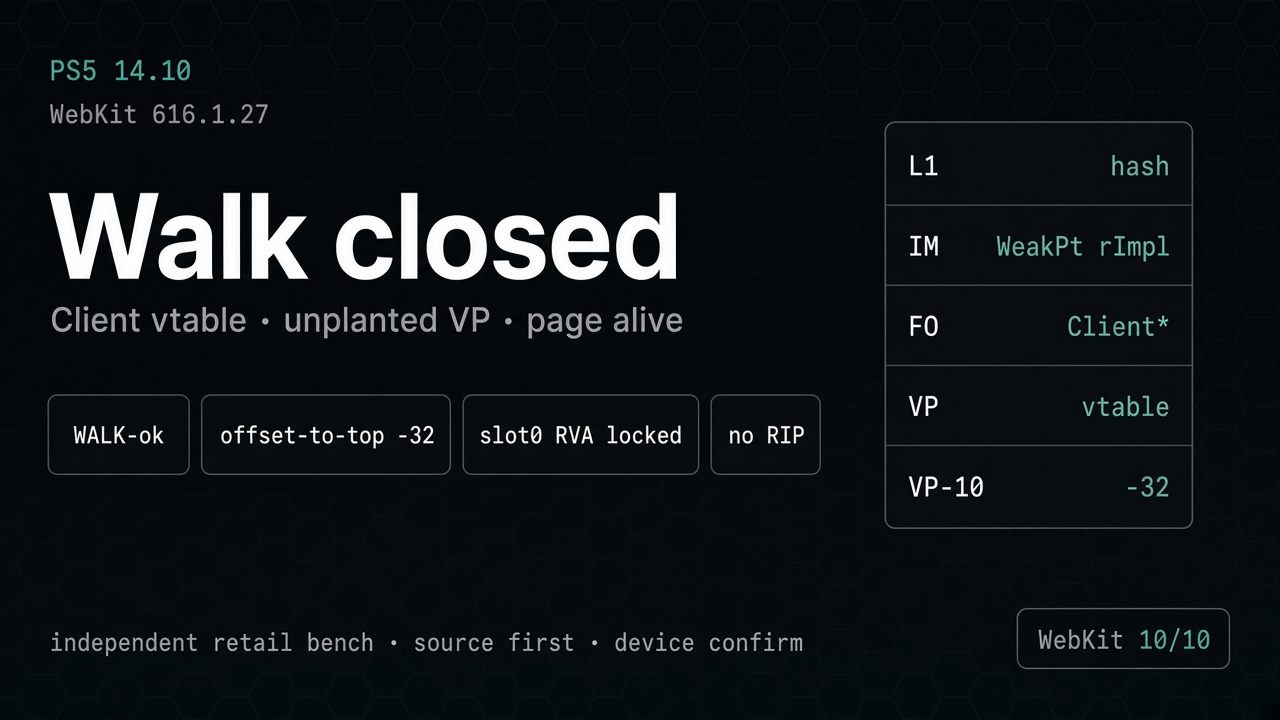 PS5 14.10
WebKit 616.1.27
Walk closed
Client vtable • unplanted VP • page alive
WALK-ok
offset-to-top -32
slot0 RVA locked
no RIP
L1 hash
IM WeakPt rImpl
FO Client*
VP vtable
VP-10 -32
independent retail bench • source first • device confirm
WebKit 10/10